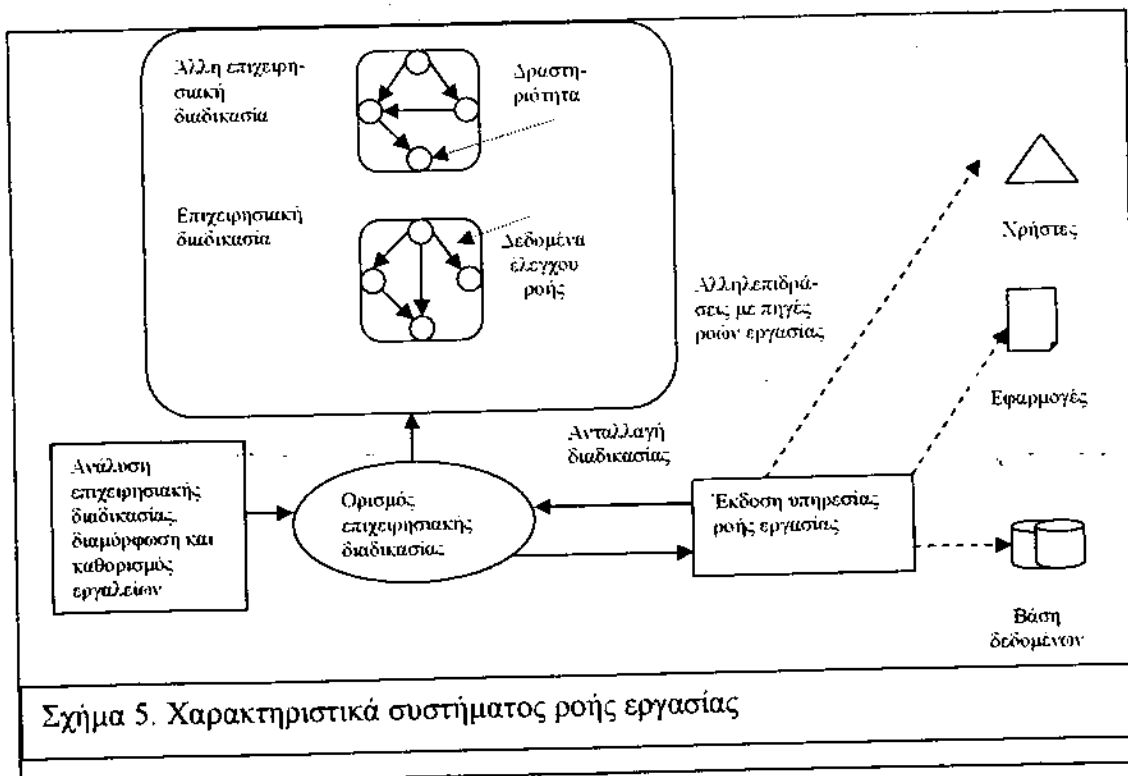 Άλλη επιχειρη-
σιακή
διαδικασία
Δραστη-
ριότητα
Επιχειρησιακή
διαδικασία
Δεδομένα
έλεγχου
ροής
Αλληλεπιδρά-
σεις με πηγές
ροών εργασίας
Χρήστες
Εφαρμογές
Ανταλλαγή
διαδικασίας
Ανάλυση
επιχειρησιακής
διαδικασίας,
διαμόρφωση και
καθορισμός
εργαλείων
Ορισμός
επιχειρησιακής
διαδικασίας
Έκδοση υπηρεσίας
ροής εργασίας
Βάση
δεδομένων
Σχήμα 5. Χαρακτηριστικά συστήματος ροής εργασίας